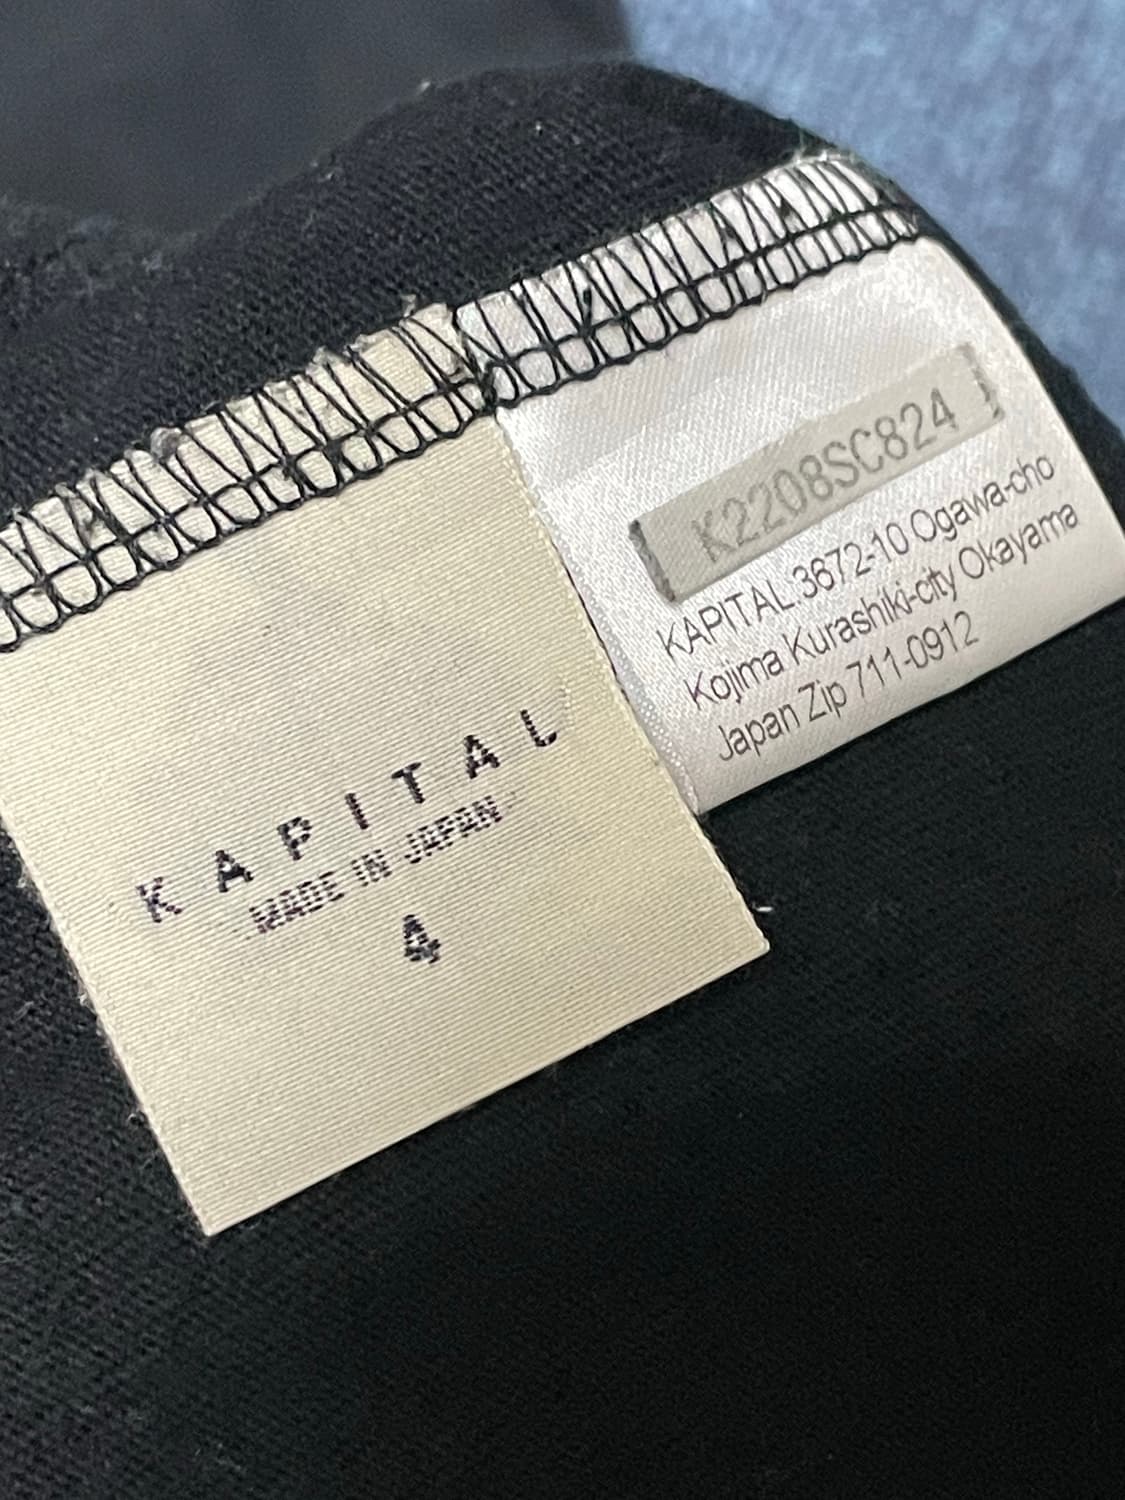 KAPITAL
MADE IN JAPAN
4
K2208SC824
KAPITAL.3672-10 Ogawa-cho
Kojima Kurashiki-city Okayama
Japan Zip 711-0912